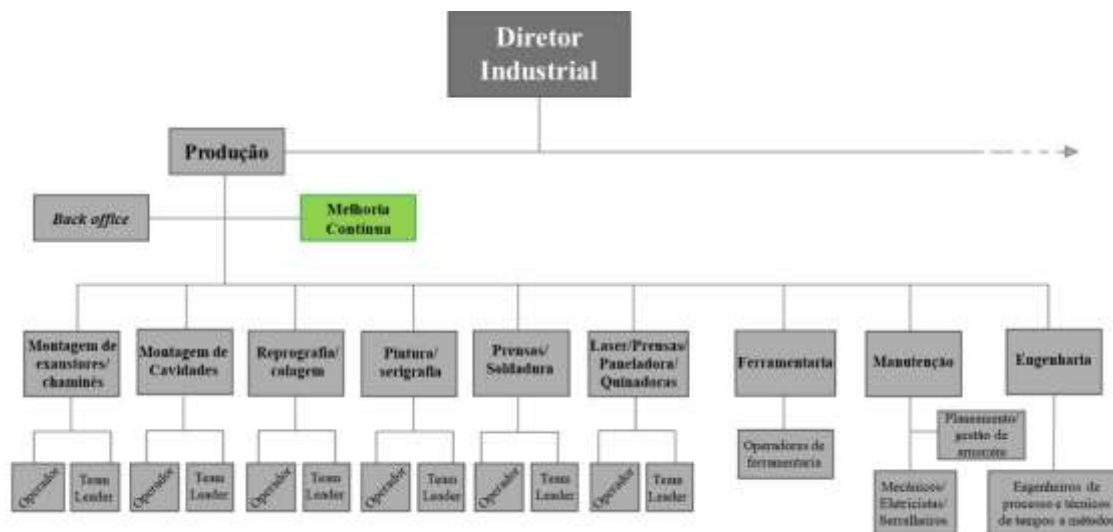 Diretor
Industrial
Produção
Back office
Melhoria
Contínua
Montagem de
exaustores/
chaminés
Montagem de
Cavidades
Reprografia/
colagem
Pintura/
serigrafia
Prensas/
Soldadura
Laser/Prensas/
Paneladora/
Quinadoras
Ferramentaria
Manutenção
Engenharia
Operador
Team
Leader
Operador
Team
Leader
Operador
Team
Leader
Operador
Team
Leader
Operador
Team
Leader
Operador
Team
Leader
Operadores de
ferramentaria
Planeamento/
gestão de
Mecânicos/
Eletricistas/
Serralheiros
Engenheiros de
processo e técnicos
de tempos e métodos